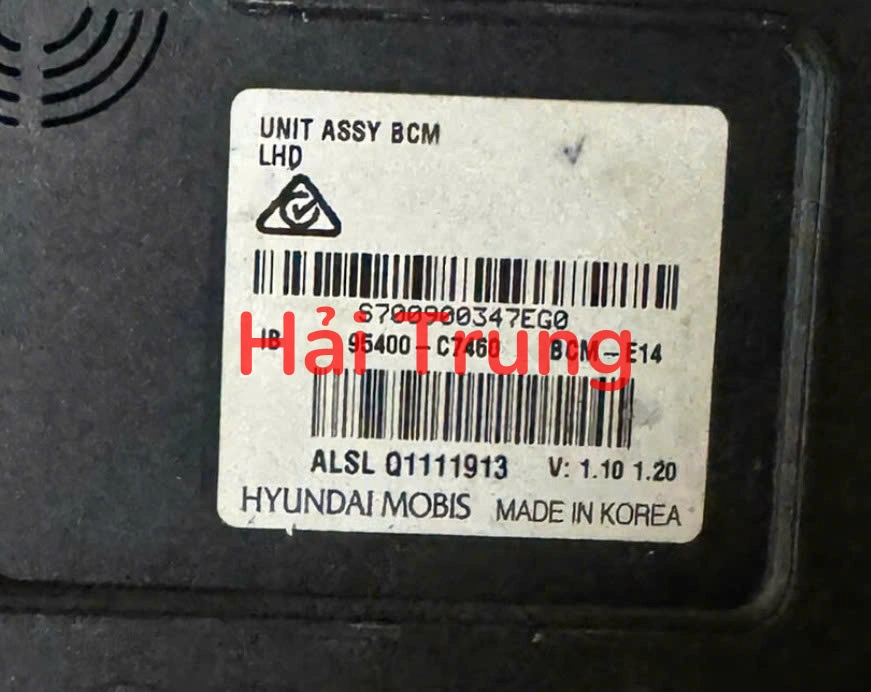 UNIT ASSY BCM
LHD
S700900347EG0
IB 95400-C7460 BCM-E14
Hải Trung
ALSL Q1111913 V: 1.10 1.20
HYUNDAI MOBIS MADE IN KOREA